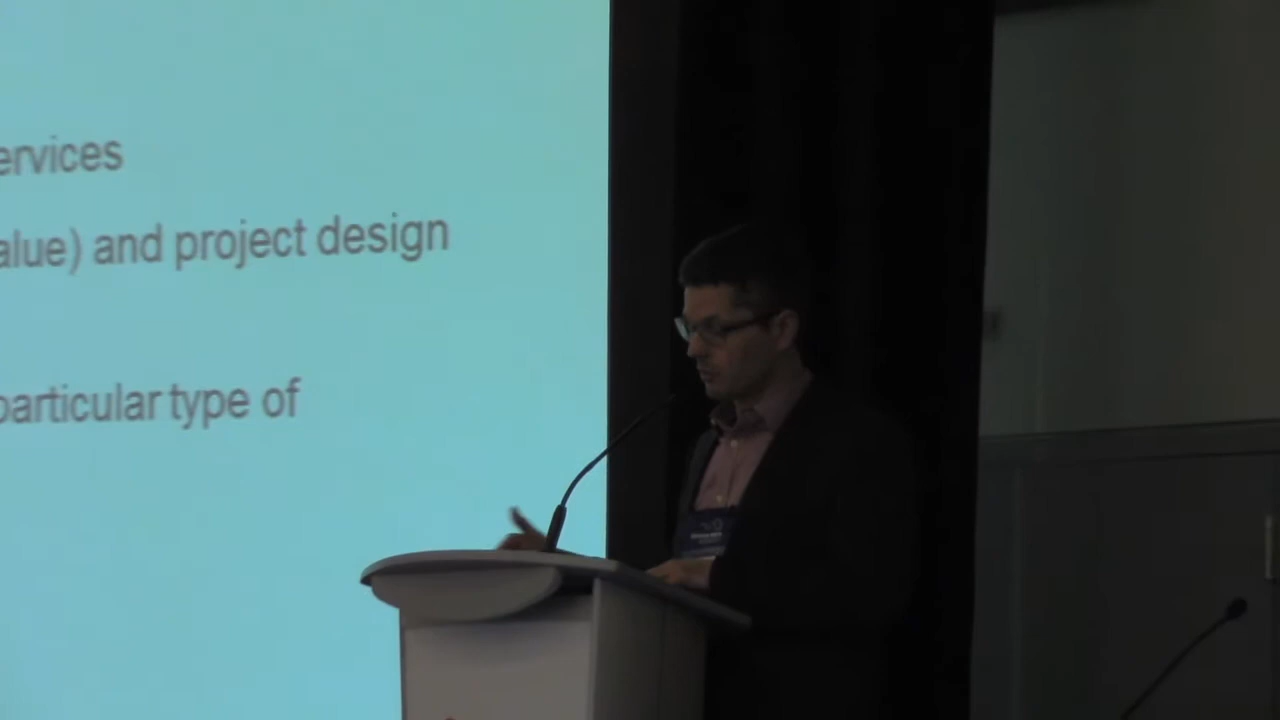 ervices
alue) and project design
particular type of